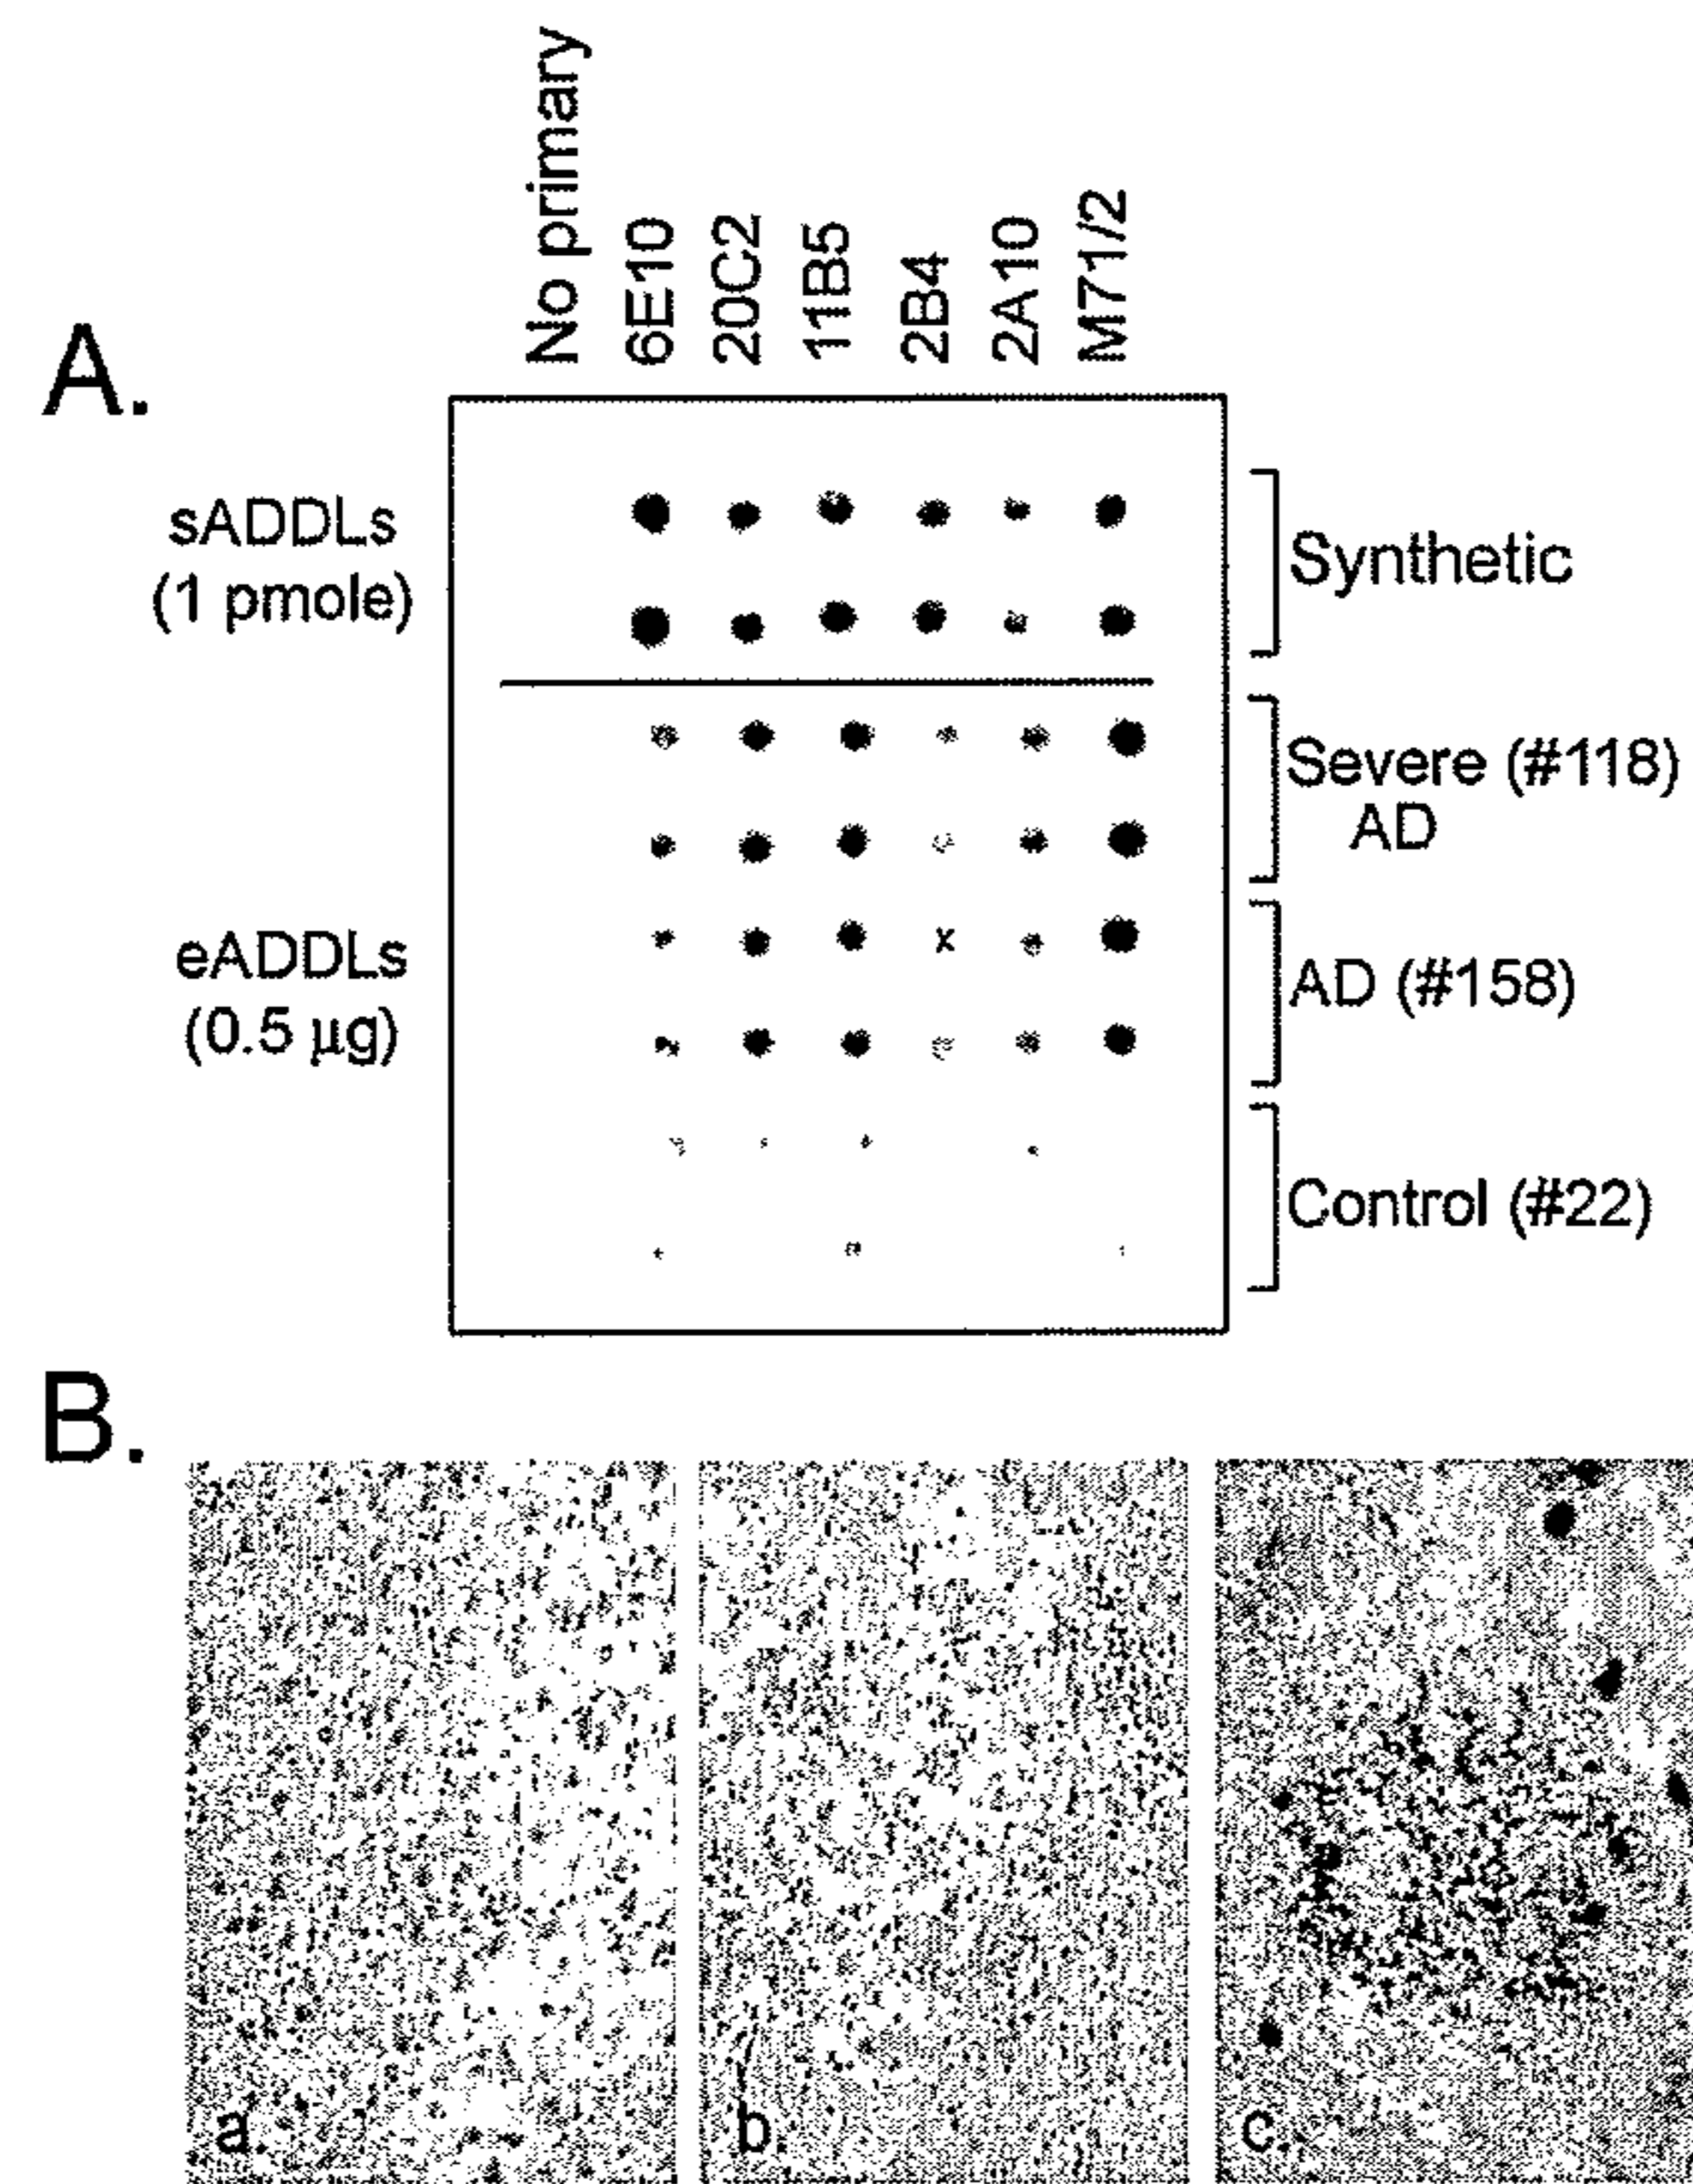 No primary
6E10
20C2
11B5
2B4
2A10
M71/2
A.
sADDLs
(1 pmole)
Synthetic
Severe (#118)
AD
eADDLs
(0.5 µg)
AD (#158)
Control (#22)
B.
a.
b
c.